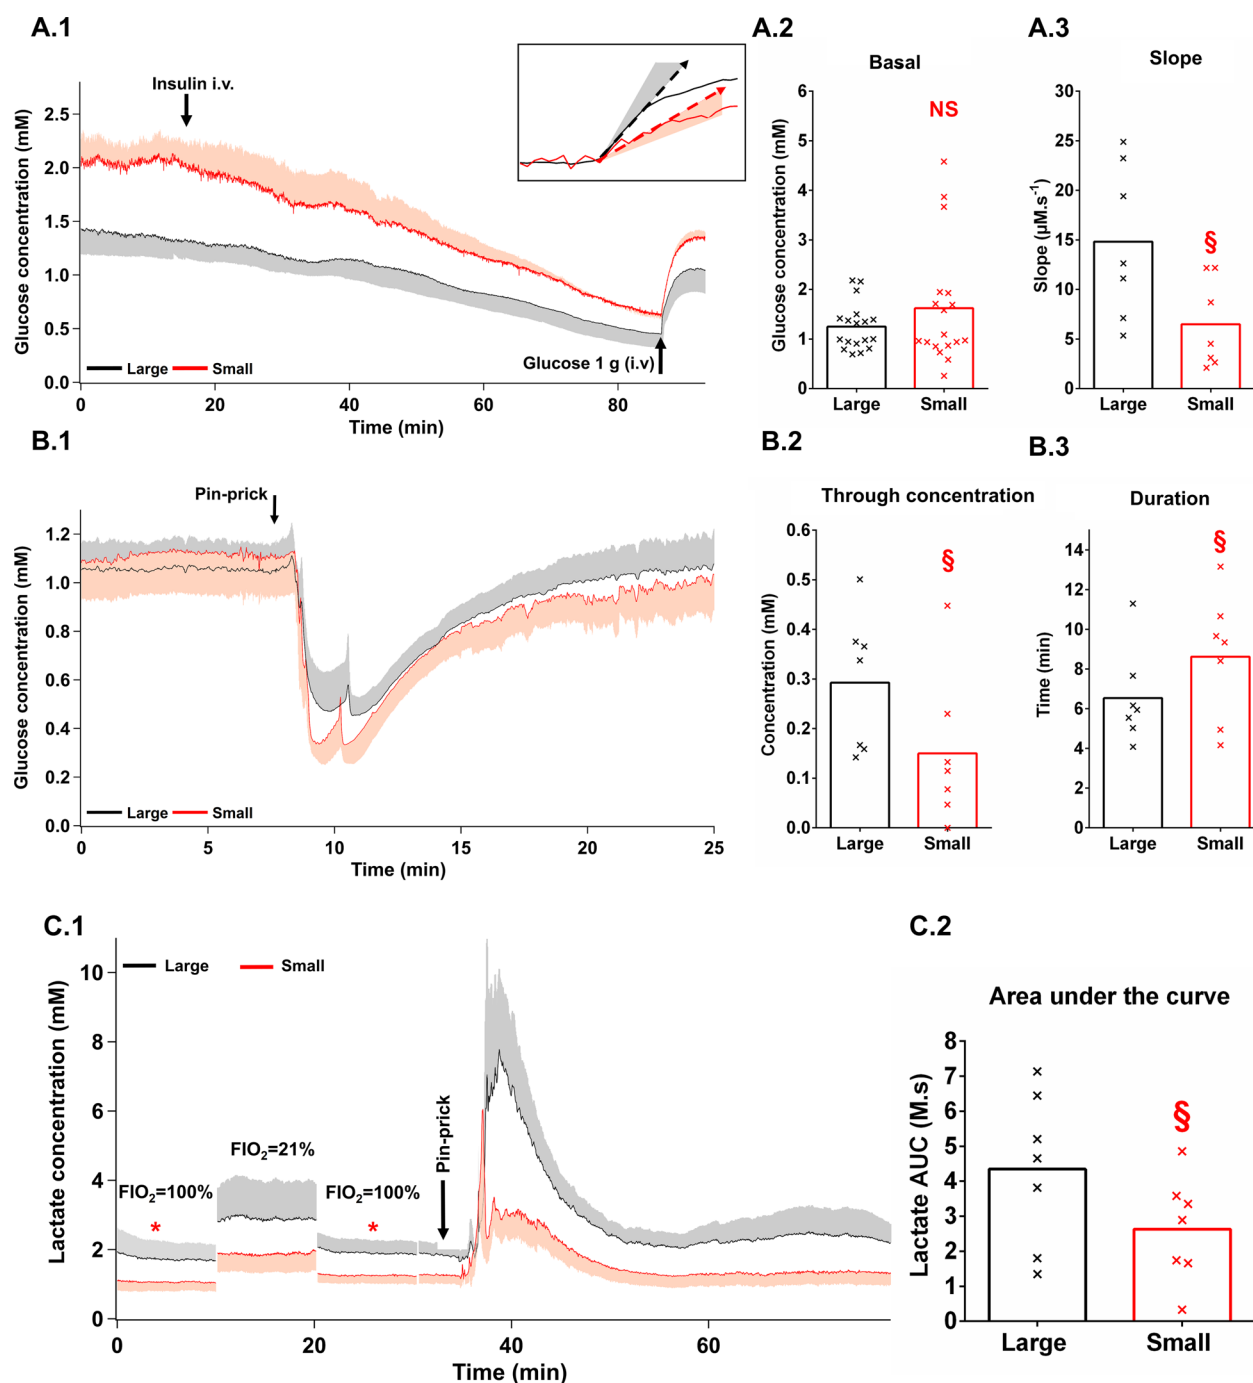 A.1
Insulin i.v.
Glucose concentration (mM)
2.5
2.0
1.5
1.0
0.5
0.0
Large
Small
Glucose 1 g (i.v)
0
20
40
60
80
Time (min)
A.2
Basal
NS
Glucose concentration (mM)
6
5
4
3
2
1
0
Large
Small
A.3
Slope
§
Slope (µM.s⁻¹)
30
25
20
15
10
5
0
Large
Small
B.1
Pin-prick
Glucose concentration (mM)
1.2
1.0
0.8
0.6
0.4
0.2
0.0
Large
Small
0
5
10
15
20
25
Time (min)
B.2
Through concentration
§
Concentration (mM)
0.6
0.5
0.4
0.3
0.2
0.1
0.0
Large
Small
B.3
Duration
§
Time (min)
14
12
10
8
6
4
2
0
Large
Small
C.1
Large
Small
Lactate concentration (mM)
10
8
6
4
2
0
FIO₂=100%
*
FIO₂=21%
FIO₂=100%
*
Pin-prick
0
20
40
60
Time (min)
C.2
Area under the curve
§
Lactate AUC (M.s)
8
7
6
5
4
3
2
1
0
Large
Small